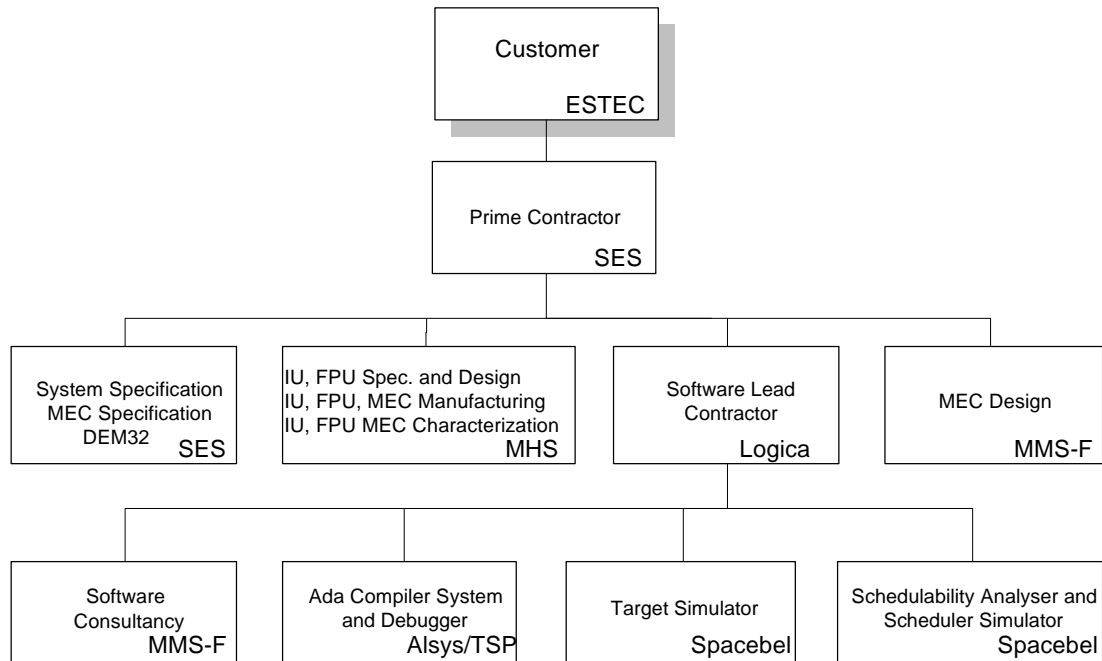 Customer
ESTEC
Prime Contractor
SES
System Specification
MEC Specification
DEM32
SES
IU, FPU Spec. and Design
IU, FPU, MEC Manufacturing
IU, FPU MEC Characterization
MHS
Software Lead
Contractor
Logica
MEC Design
MMS-F
Software
Consultancy
MMS-F
Ada Compiler System
and Debugger
Alsys/TSP
Target Simulator
Spacebel
Schedulability Analyser and
Scheduler Simulator
Spacebel